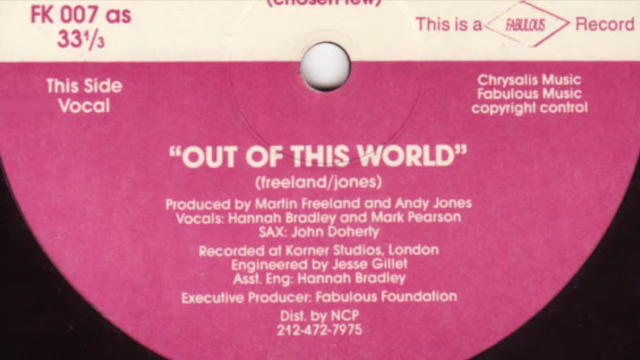 (chosen few)
FK 007 as
33⅓
This is a FABULOUS Record
This Side
Vocal
Chrysalis Music
Fabulous Music
copyright control
"OUT OF THIS WORLD"
(freeland/jones)
Produced by Martin Freeland and Andy Jones
Vocals: Hannah Bradley and Mark Pearson
SAX: John Doherty
Recorded at Korner Studios, London
Engineered by Jesse Gillet
Asst. Eng: Hannah Bradley
Executive Producer: Fabulous Foundation
Dist. by NCP
212-472-7975